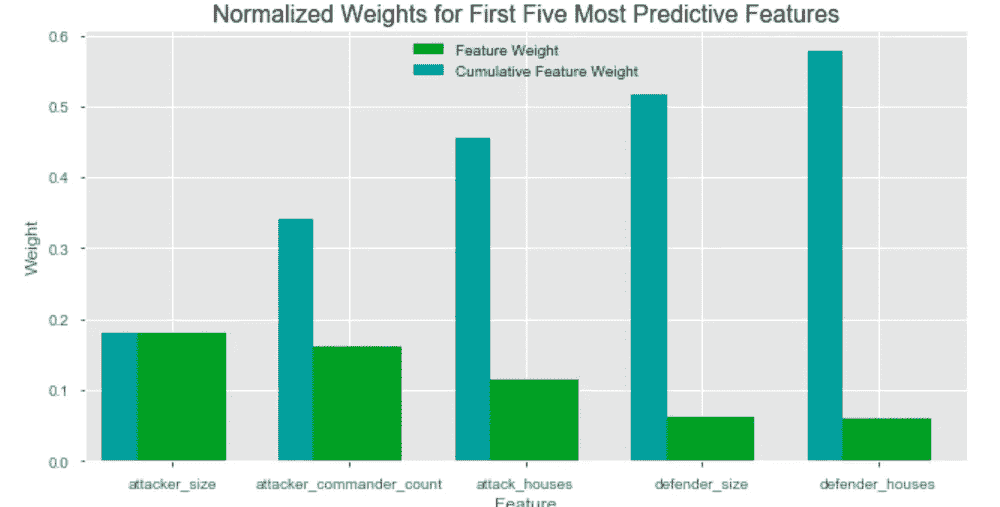 Normalized Weights for First Five Most Predictive Features
Feature Weight
Cumulative Feature Weight
0.6
0.5
0.4
0.3
0.2
0.1
0.0
Weight
attacker_size attacker_commander_count attack_houses defender_size defender_houses
Feature